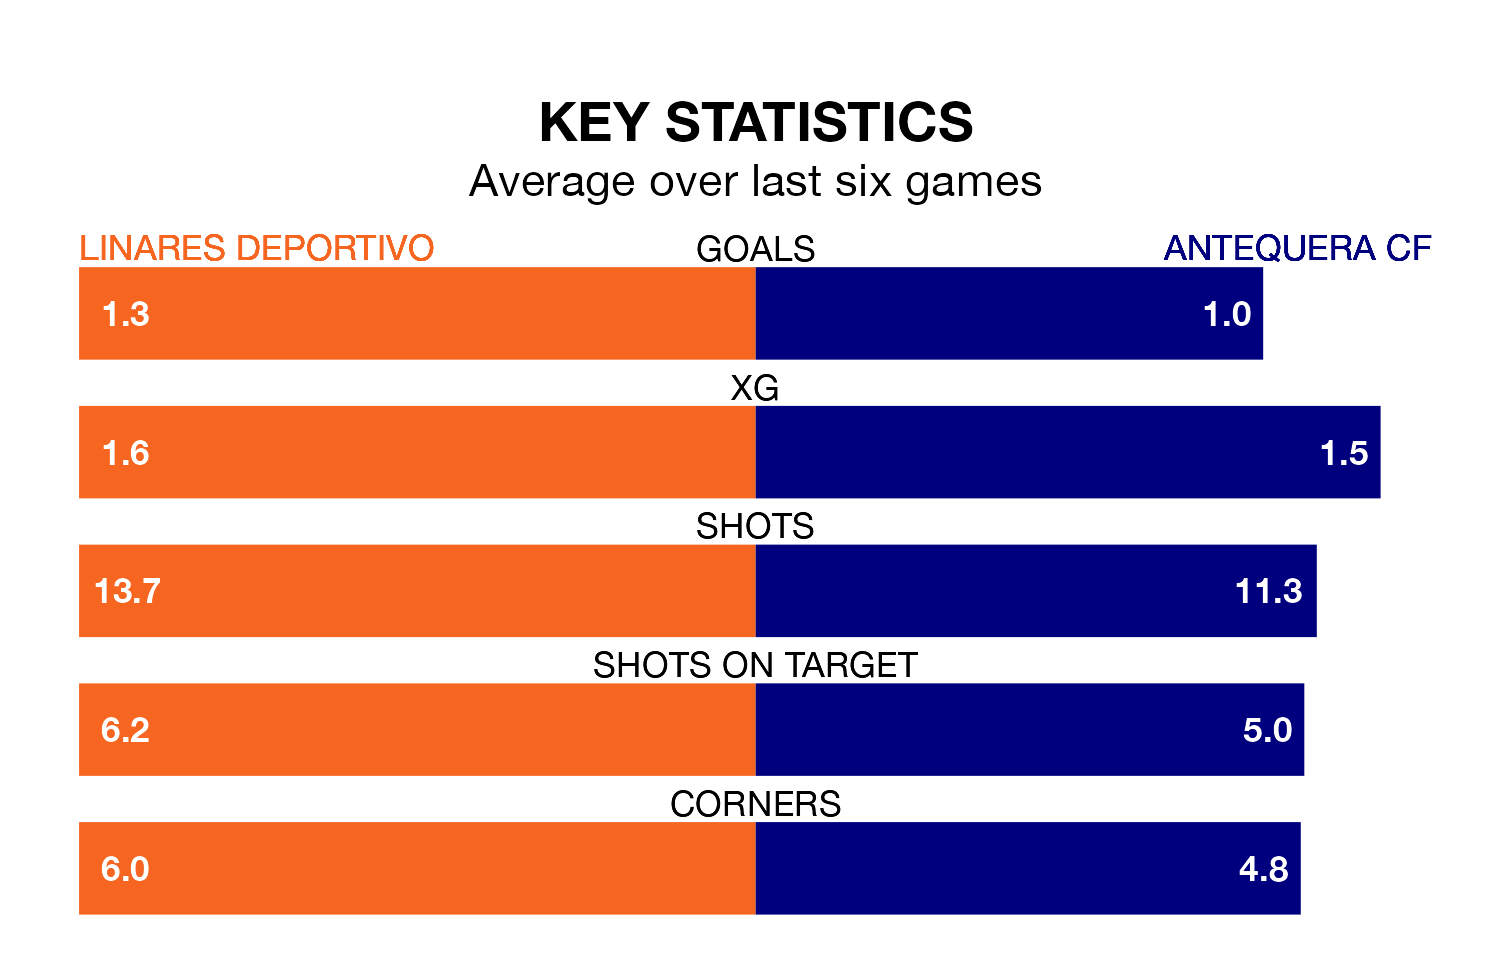 KEY STATISTICS
Average over last six games
LINARES DEPORTIVO GOALS ANTEQUERA CF
1.3 1.0
XG
1.6 1.5
SHOTS
13.7 11.3
SHOTS ON TARGET
6.2 5.0
CORNERS
6.0 4.8